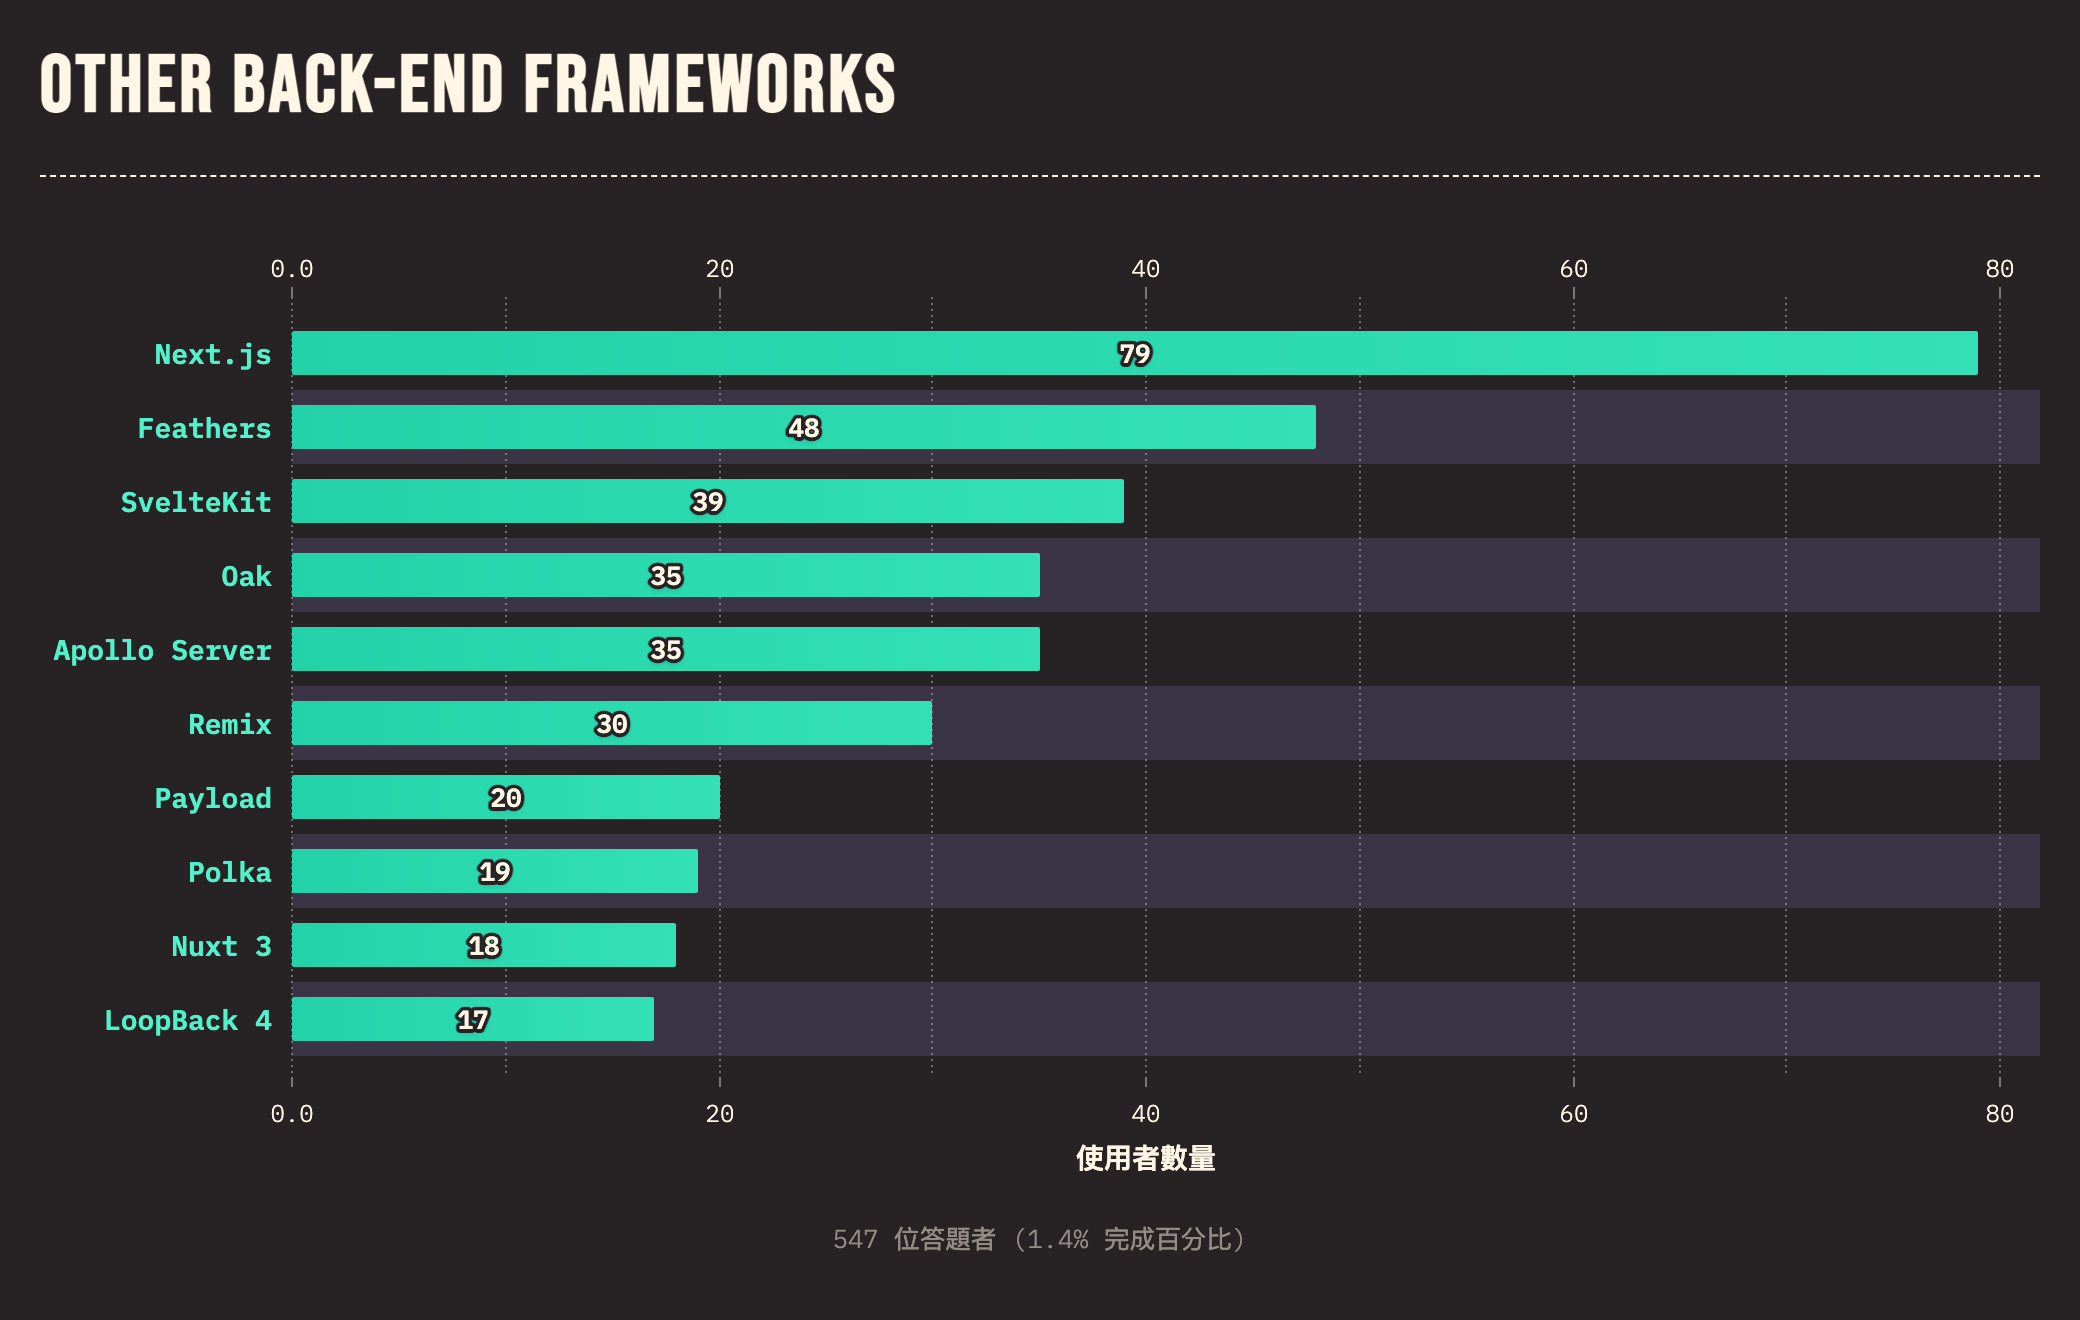 OTHER BACK-END FRAMEWORKS
0.0 20 40 60 80
Next.js 79
Feathers 48
SvelteKit 39
Oak 35
Apollo Server 35
Remix 30
Payload 20
Polka 19
Nuxt 3 18
LoopBack 4 17
0.0 20 40 60 80
使用者數量
547 位答題者 (1.4% 完成百分比)